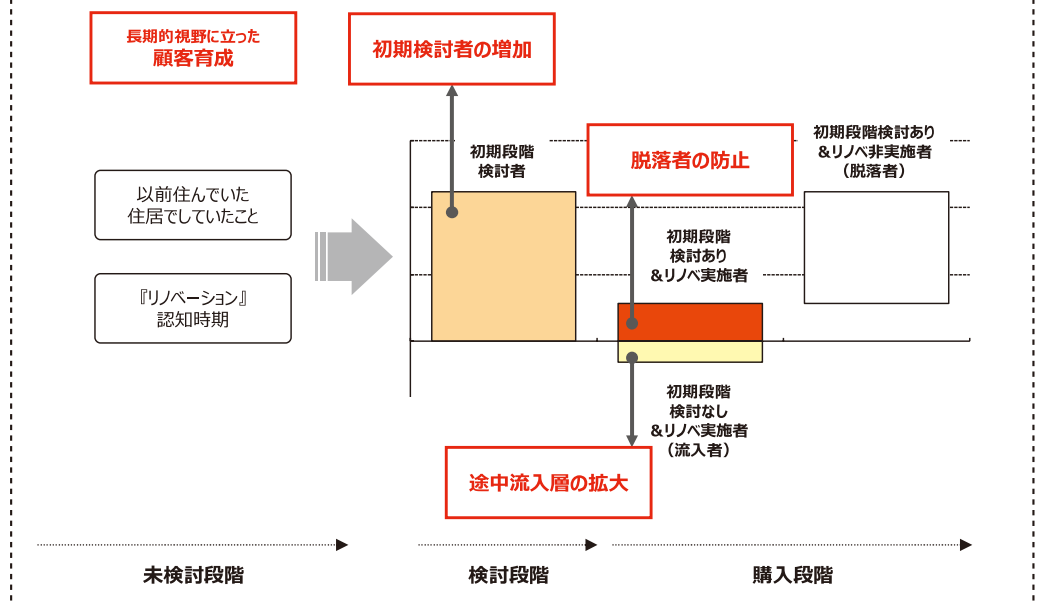 長期的視野に立った
顧客育成
初期検討者の増加
初期段階
検討者
脱落者の防止
初期段階検討あり
&リノベ非実施者
（脱落者）
以前住んでいた
住居でしていたこと
初期段階
検討あり
&リノベ実施者
『リノベーション』
認知時期
初期段階
検討なし
&リノベ実施者
（流入者）
途中流入層の拡大
未検討段階
検討段階
購入段階